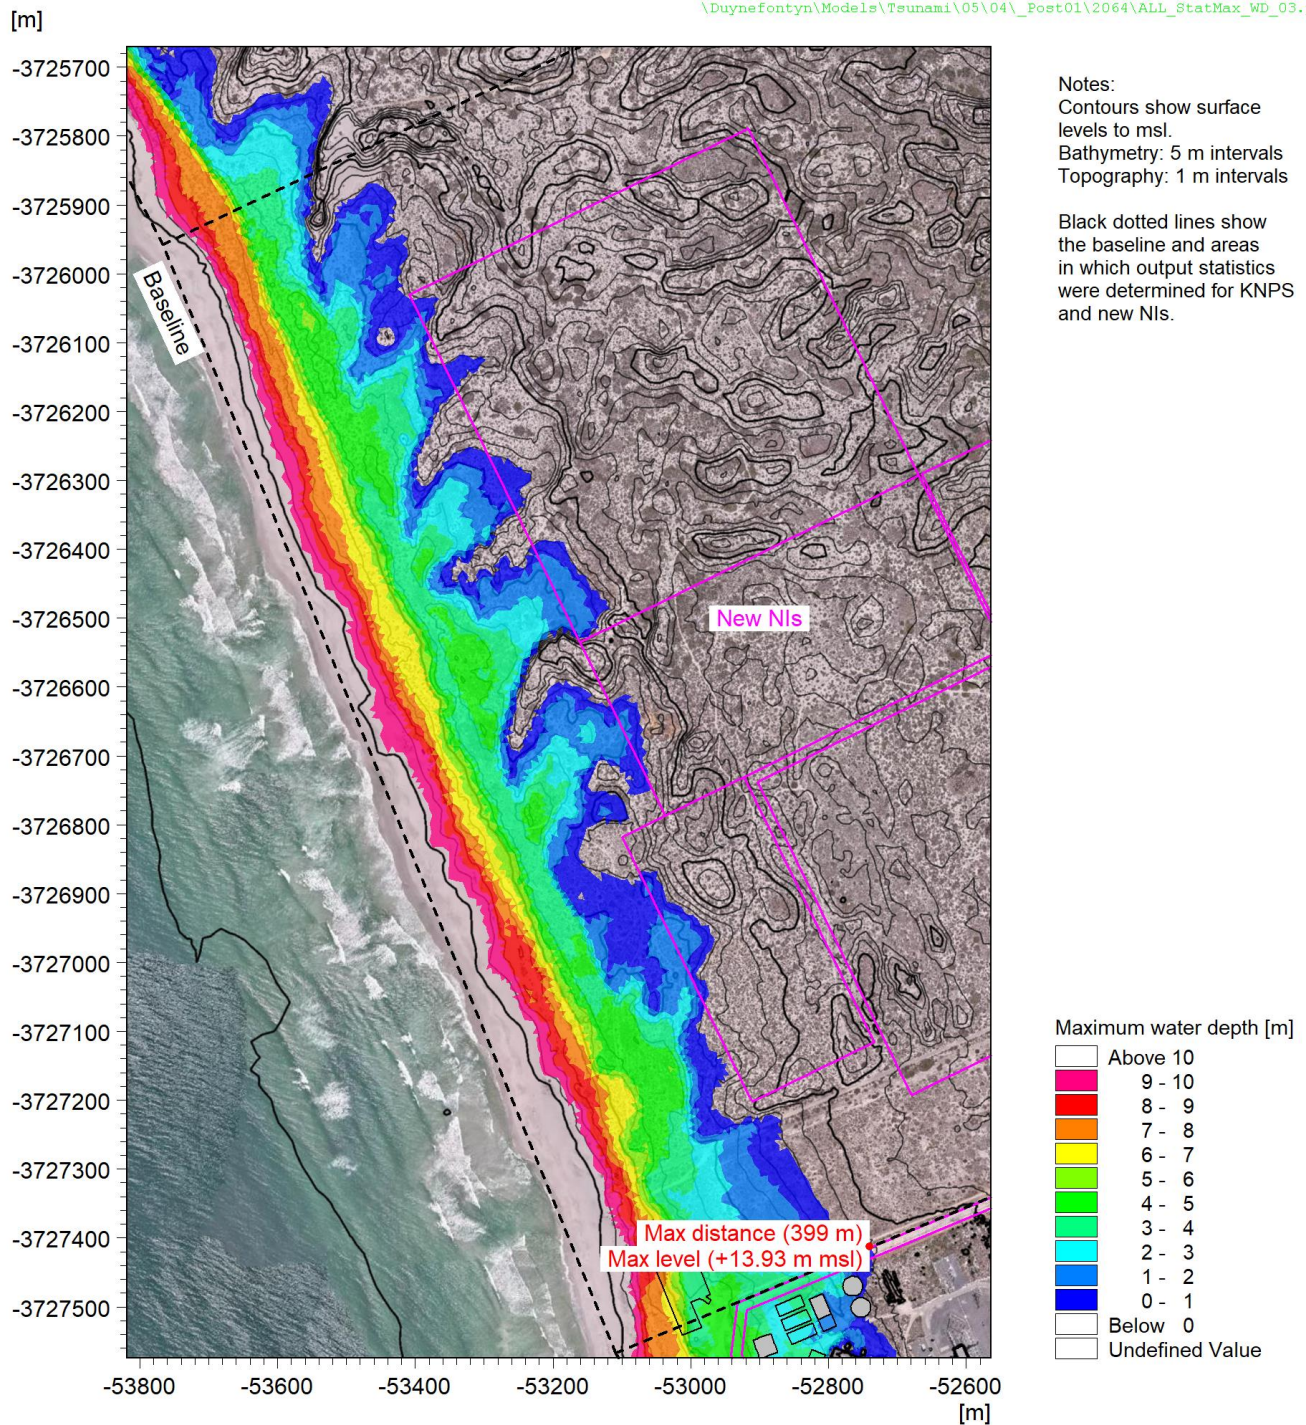 \Duynefontyn\Models\Tsunami\05\04\_Post01\2064\ALL_StatMax_WD_03.
[m]
-3725700
-3725800
-3725900
-3726000
-3726100
-3726200
-3726300
-3726400
-3726500
-3726600
-3726700
-3726800
-3726900
-3727000
-3727100
-3727200
-3727300
-3727400
-3727500
Baseline
New NIs
Max distance (399 m)
Max level (+13.93 m msl)
-53800
-53600
-53400
-53200
-53000
-52800
-52600
[m]
Notes:
Contours show surface
levels to msl.
Bathymetry: 5 m intervals
Topography: 1 m intervals
Black dotted lines show
the baseline and areas
in which output statistics
were determined for KNPS
and new NIs.
Maximum water depth [m]
Above 10
9 - 10
8 - 9
7 - 8
6 - 7
5 - 6
4 - 5
3 - 4
2 - 3
1 - 2
0 - 1
Below 0
Undefined Value